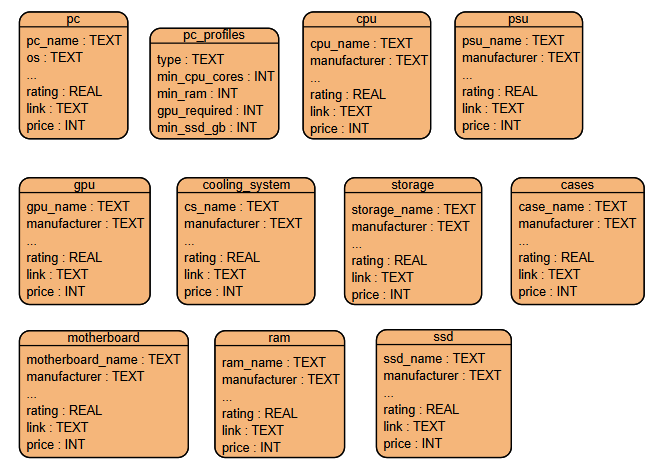 pc
pc_name : TEXT
os : TEXT
...
rating : REAL
link : TEXT
price : INT
pc_profiles
type : TEXT
min_cpu_cores : INT
min_ram : INT
gpu_required : INT
min_ssd_gb : INT
cpu
cpu_name : TEXT
manufacturer : TEXT
...
rating : REAL
link : TEXT
price : INT
psu
psu_name : TEXT
manufacturer : TEXT
...
rating : REAL
link : TEXT
price : INT
gpu
gpu_name : TEXT
manufacturer : TEXT
...
rating : REAL
link : TEXT
price : INT
cooling_system
cs_name : TEXT
manufacturer : TEXT
...
rating : REAL
link : TEXT
price : INT
storage
storage_name : TEXT
manufacturer : TEXT
...
rating : REAL
link : TEXT
price : INT
cases
case_name : TEXT
manufacturer : TEXT
...
rating : REAL
link : TEXT
price : INT
motherboard
motherboard_name : TEXT
manufacturer : TEXT
...
rating : REAL
link : TEXT
price : INT
ram
ram_name : TEXT
manufacturer : TEXT
...
rating : REAL
link : TEXT
price : INT
ssd
ssd_name : TEXT
manufacturer : TEXT
...
rating : REAL
link : TEXT
price : INT